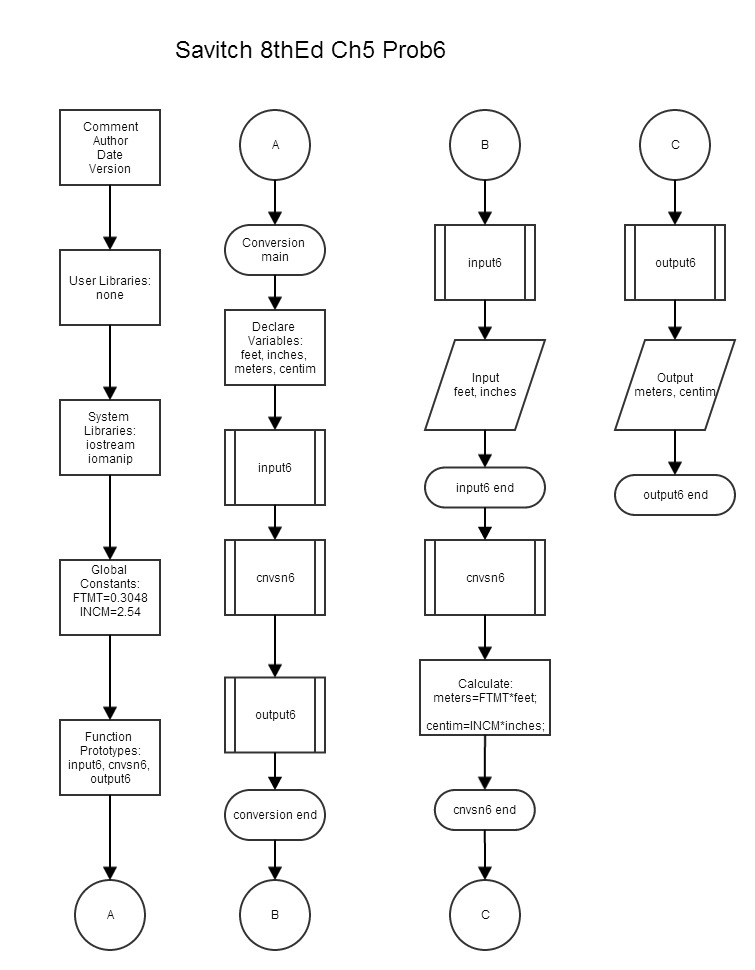 Savitch 8thEd Ch5 Prob6
Comment
Author
Date
Version
User Libraries:
none
System
Libraries:
iostream
iomanip
Global
Constants:
FTMT=0.3048
INCM=2.54
Function
Prototypes:
input6, cnvsn6,
output6
A
A
Conversion
main
Declare
Variables:
feet, inches,
meters, centim
input6
cnvsn6
output6
conversion end
B
B
input6
Input
feet, inches
input6 end
cnvsn6
Calculate:
meters=FTMT*feet;
centim=INCM*inches;
cnvsn6 end
C
C
output6
Output
meters, centim
output6 end